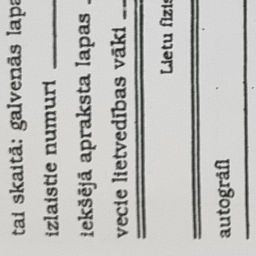 tai skaitā: galvenās lapa
izlaistie numuri
iekšējā apraksta lapas
vecie lietvedības vāki
Lietu fizis
autogrāfi